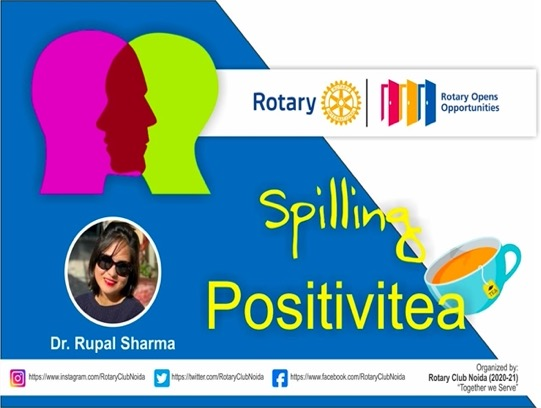 Rotary
Rotary Opens
Opportunities
Spilling
Positivitea
Dr. Rupal Sharma
https://www.instagram.com/RotaryClubNoida
https://twitter.com/RotaryClubNoida
https://www.facebook.com/RotaryClubNoida
Organized by:
Rotary Club Noida (2020-21)
"Together we Serve"